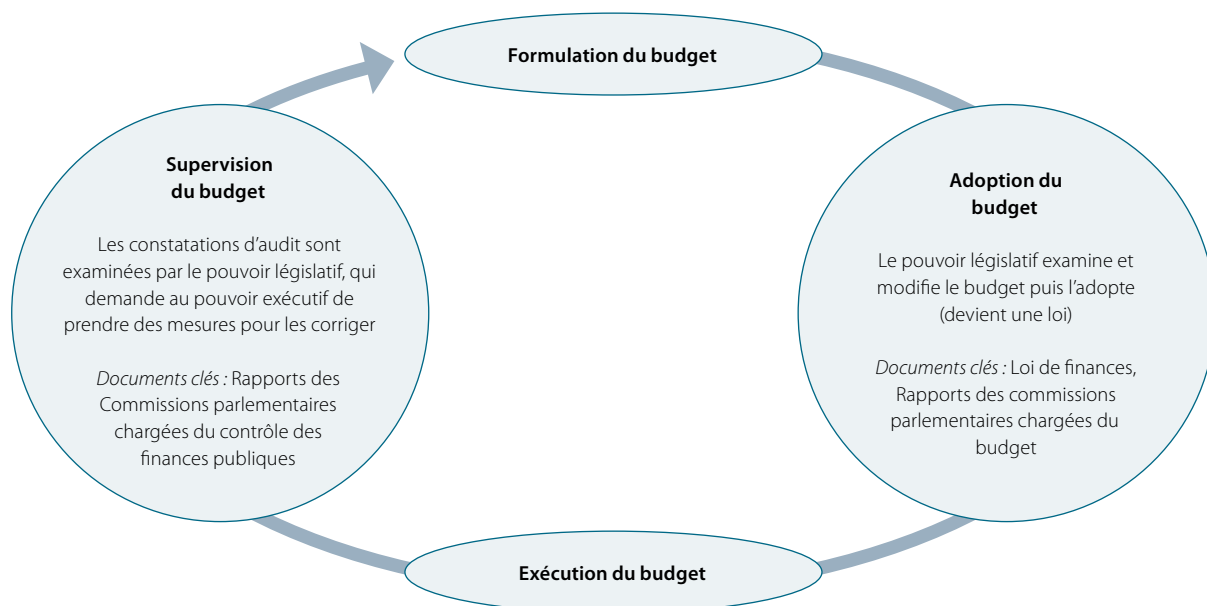 Formulation du budget
Supervision
du budget
Les constatations d’audit sont
examinées par le pouvoir législatif, qui
demande au pouvoir exécutif de
prendre des mesures pour les corriger
Documents clés : Rapports des
Commissions parlementaires
chargées du contrôle des
finances publiques
Adoption du
budget
Le pouvoir législatif examine et
modifie le budget puis l’adopte
(devient une loi)
Documents clés : Loi de finances,
Rapports des commissions
parlementaires chargées du
budget
Exécution du budget